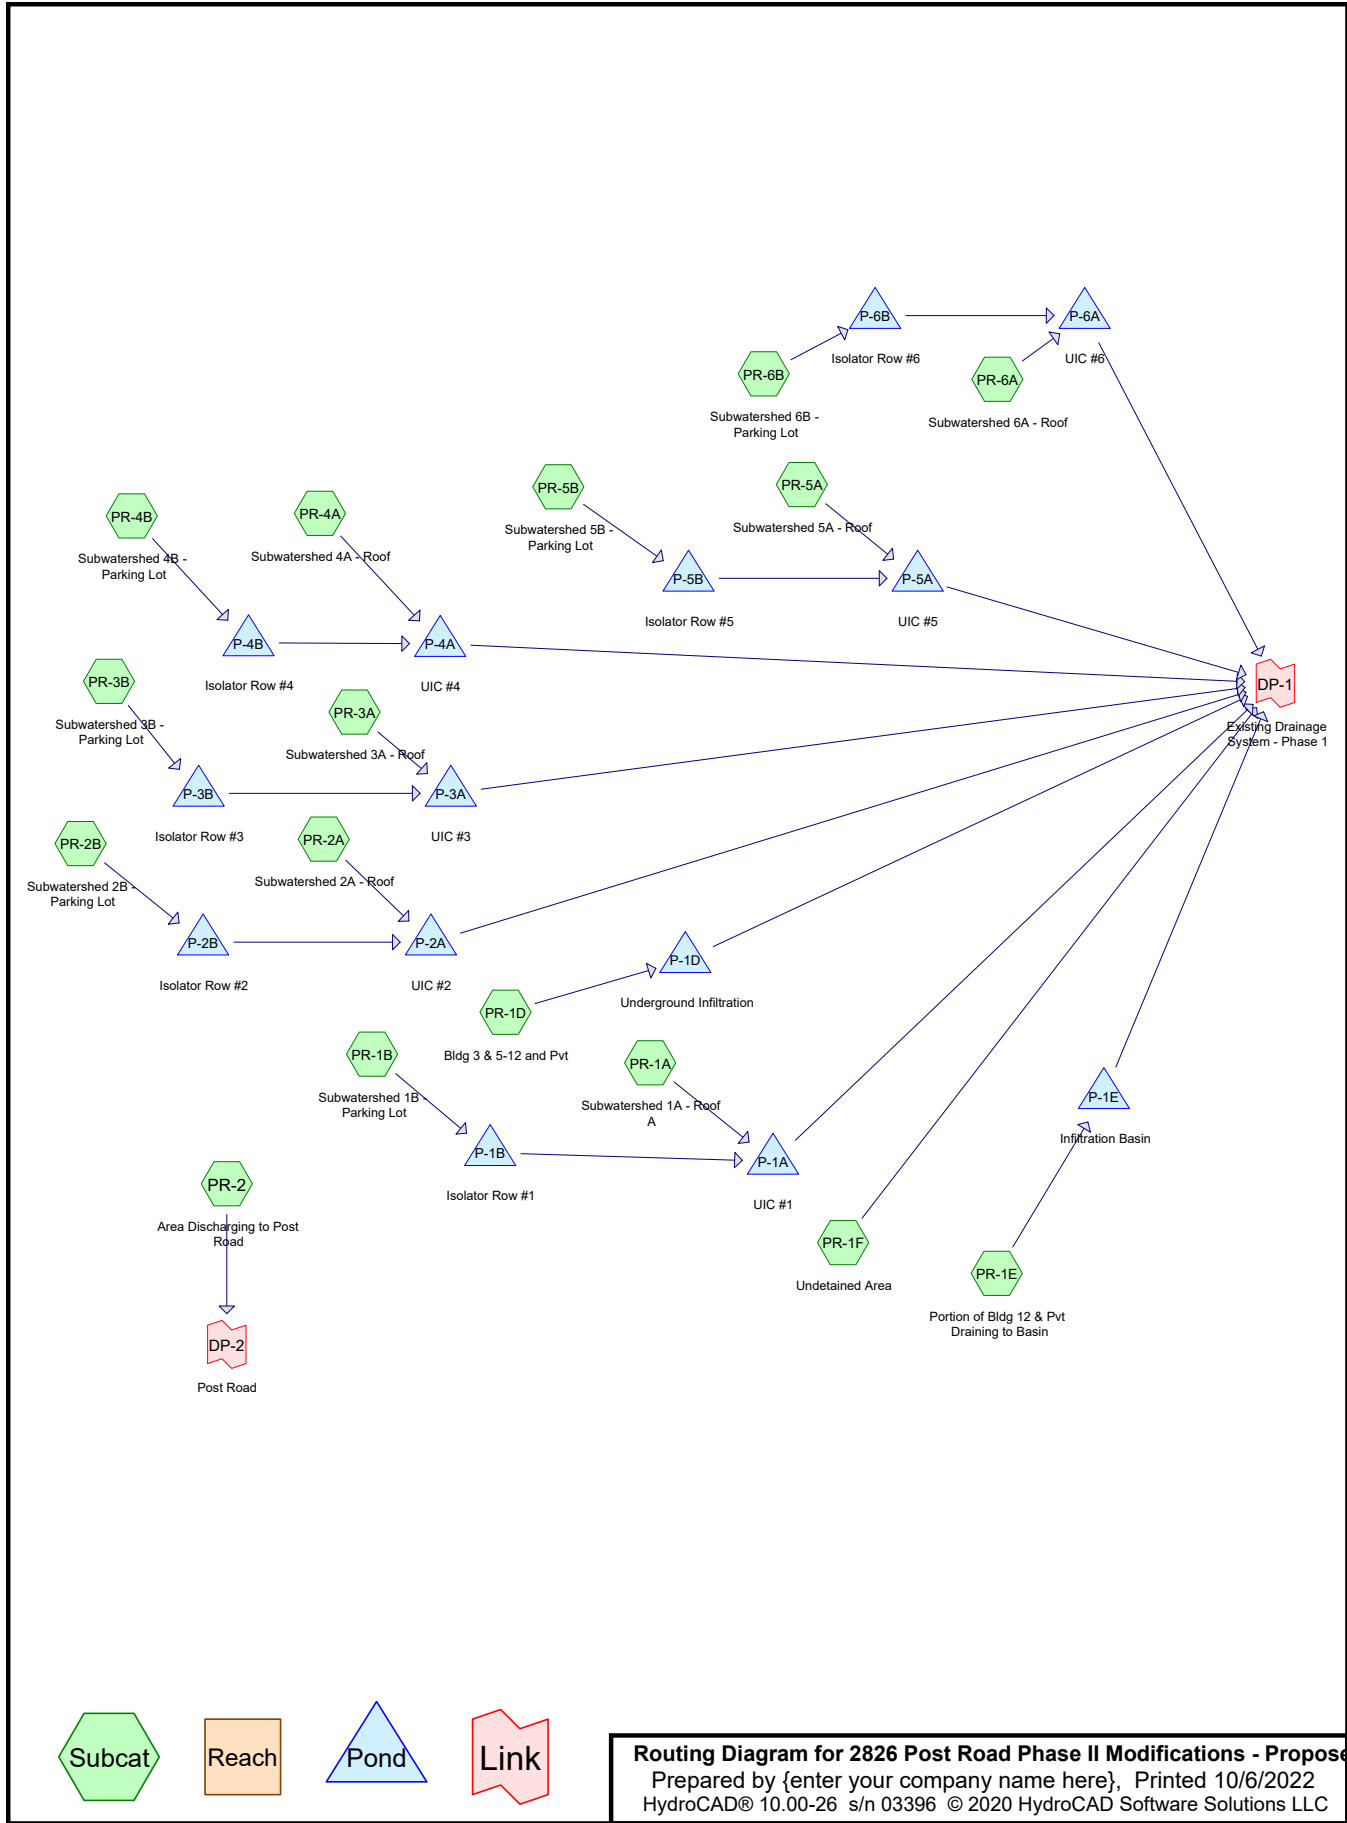 P-6B
P-6A
Isolator Row #6
UIC #6
PR-6B
PR-6A
Subwatershed 6B -
Parking Lot
Subwatershed 6A - Roof
PR-5B
PR-5A
Subwatershed 5B -
Parking Lot
Subwatershed 5A - Roof
PR-4B
PR-4A
Subwatershed 4B -
Parking Lot
Subwatershed 4A - Roof
P-5B
P-5A
Isolator Row #5
UIC #5
P-4B
P-4A
Isolator Row #4
UIC #4
DP-1
Existing Drainage
System - Phase 1
PR-3B
PR-3A
Subwatershed 3B -
Parking Lot
Subwatershed 3A - Roof
P-3B
P-3A
Isolator Row #3
UIC #3
PR-2B
PR-2A
Subwatershed 2B -
Parking Lot
Subwatershed 2A - Roof
P-2B
P-2A
Isolator Row #2
UIC #2
P-1D
Underground Infiltration
PR-1D
Bldg 3 & 5-12 and Pvt
PR-1B
PR-1A
Subwatershed 1B -
Parking Lot
Subwatershed 1A - Roof
A
P-1E
Infiltration Basin
P-1B
P-1A
Isolator Row #1
UIC #1
PR-2
Area Discharging to Post
Road
PR-1F
Undetained Area
PR-1E
Portion of Bldg 12 & Pvt
Draining to Basin
DP-2
Post Road
Subcat
Reach
Pond
Link
Routing Diagram for 2826 Post Road Phase II Modifications - Propose
Prepared by {enter your company name here}, Printed 10/6/2022
HydroCAD® 10.00-26 s/n 03396 © 2020 HydroCAD Software Solutions LLC